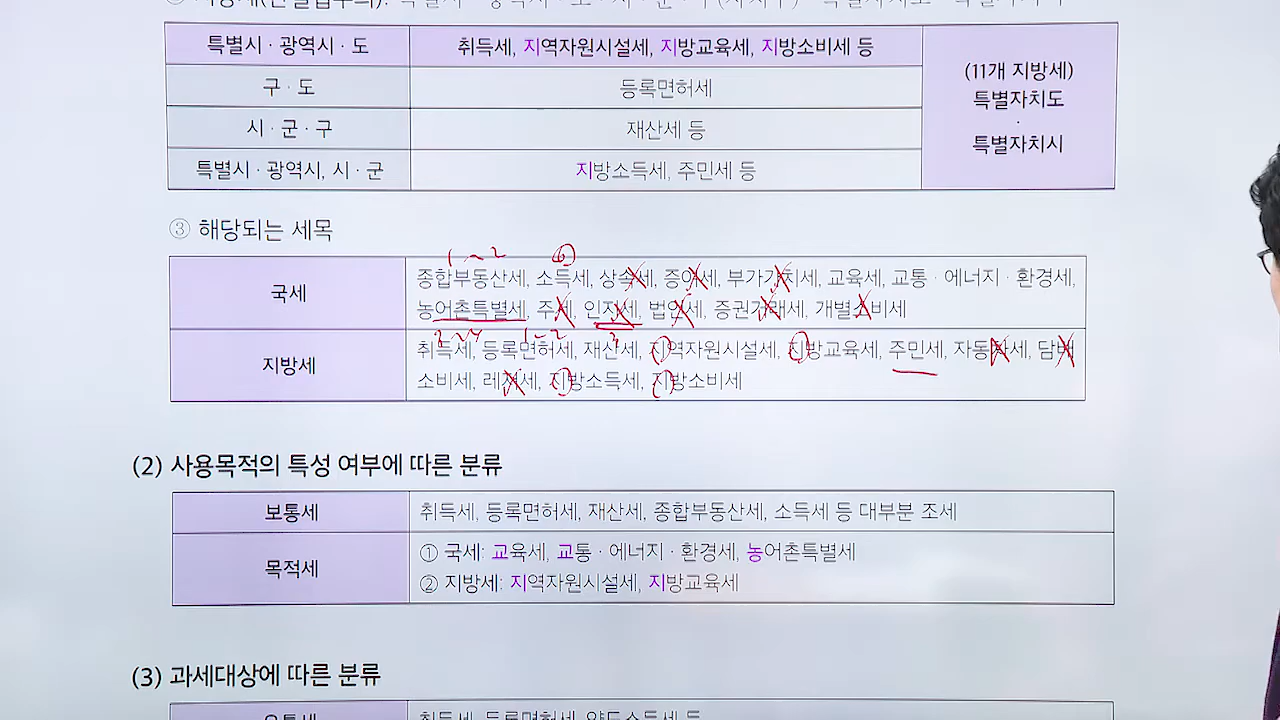 특별시 · 광역시 · 도
취득세, 지역자원시설세, 지방교육세, 지방소비세 등
(11개 지방세)
특별자치도
·
특별자치시
구 · 도
등록면허세
시 · 군 · 구
재산세 등
특별시 · 광역시, 시 · 군
지방소득세, 주민세 등
③ 해당되는 세목
1~2
6
국세
종합부동산세, 소득세, 상속세, 증여세, 부가가치세, 교육세, 교통 · 에너지 · 환경세,
농어촌특별세, 주세, 인지세, 법인세, 증권거래세, 개별소비세
1~2
지방세
취득세, 등록면허세, 재산세, 지역자원시설세, 지방교육세, 주민세, 자동차세, 담배
소비세, 레저세, 지방소득세, 지방소비세
(2) 사용목적의 특성 여부에 따른 분류
보통세
취득세, 등록면허세, 재산세, 종합부동산세, 소득세 등 대부분 조세
목적세
① 국세: 교육세, 교통 · 에너지 · 환경세, 농어촌특별세
② 지방세: 지역자원시설세, 지방교육세
(3) 과세대상에 따른 분류